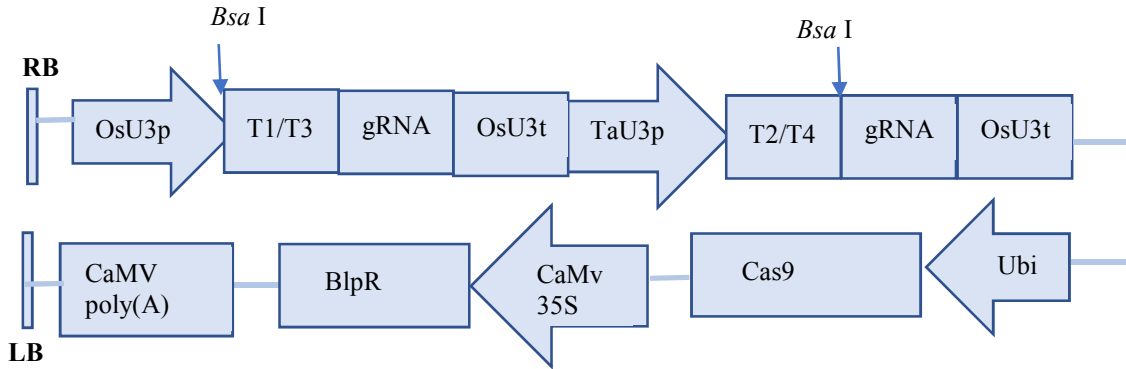 Bsa I
Bsa I
RB
OsU3p
T1/T3
gRNA
OsU3t
TaU3p
T2/T4
gRNA
OsU3t
CaMV
poly(A)
BlpR
CaMv
35S
Cas9
Ubi
LB